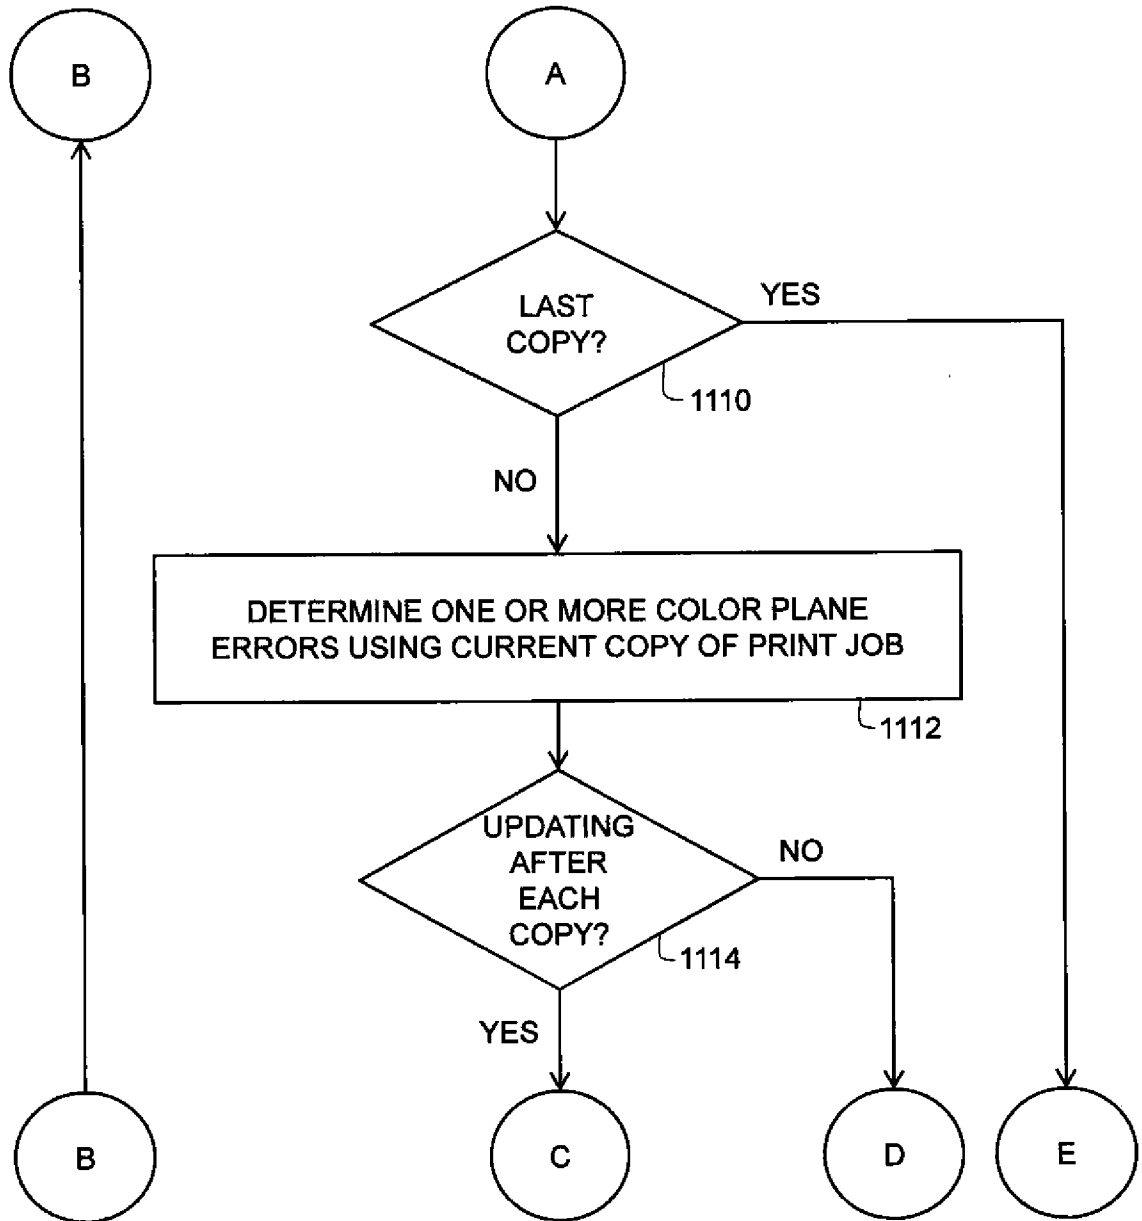 B
A
LAST
COPY?
YES
1110
NO
DETERMINE ONE OR MORE COLOR PLANE
ERRORS USING CURRENT COPY OF PRINT JOB
1112
UPDATING
AFTER
EACH
COPY?
NO
1114
YES
B
C
D
E